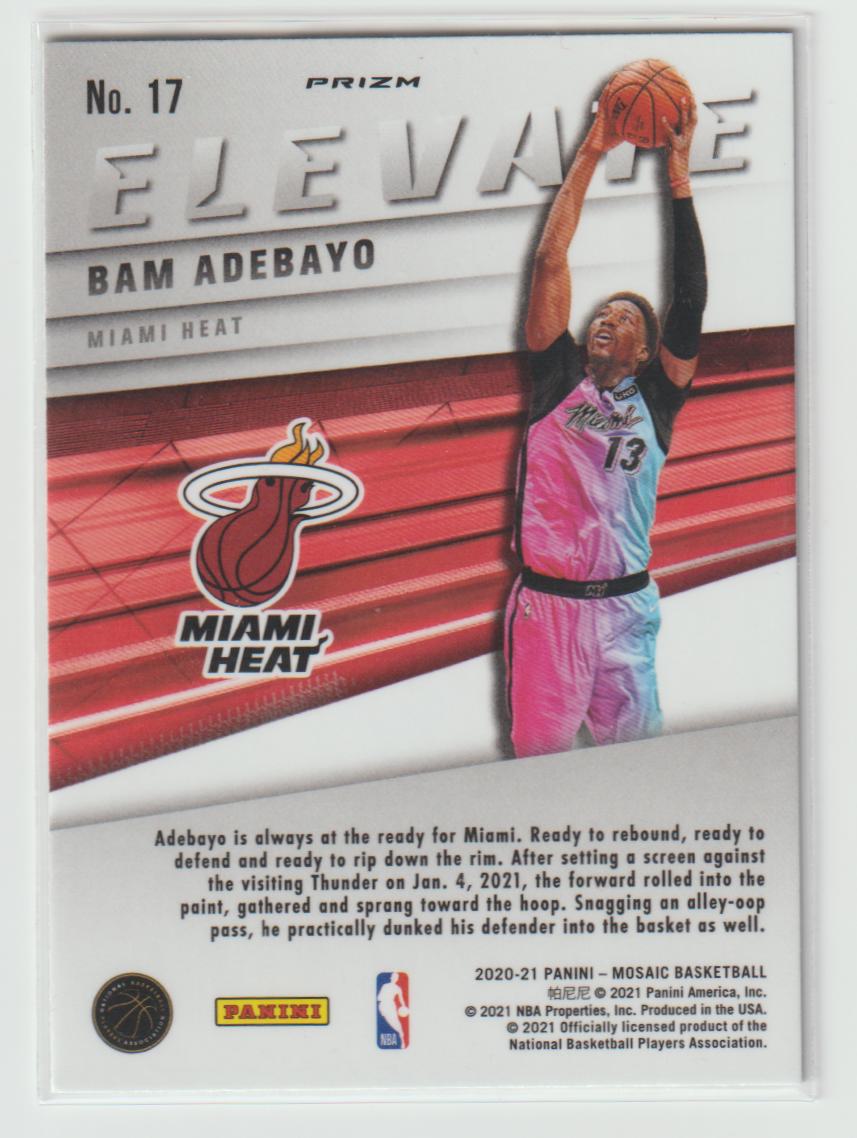 No. 17
PRIZM
ELEVATE
BAM ADEBAYO
MIAMI HEAT
UKG
Miami
13
MIAMI
HEAT
Adebayo is always at the ready for Miami. Ready to rebound, ready to
defend and ready to rip down the rim. After setting a screen against
the visiting Thunder on Jan. 4, 2021, the forward rolled into the
paint, gathered and sprang toward the hoop. Snagging an alley-oop
pass, he practically dunked his defender into the basket as well.
2020-21 PANINI – MOSAIC BASKETBALL
帕尼尼 © 2021 Panini America, Inc.
© 2021 NBA Properties, Inc. Produced in the USA.
© 2021 Officially licensed product of the
National Basketball Players Association.
NATIONAL BASKETBALL
PLAYERS ASSOCIATION
PANINI
NBA